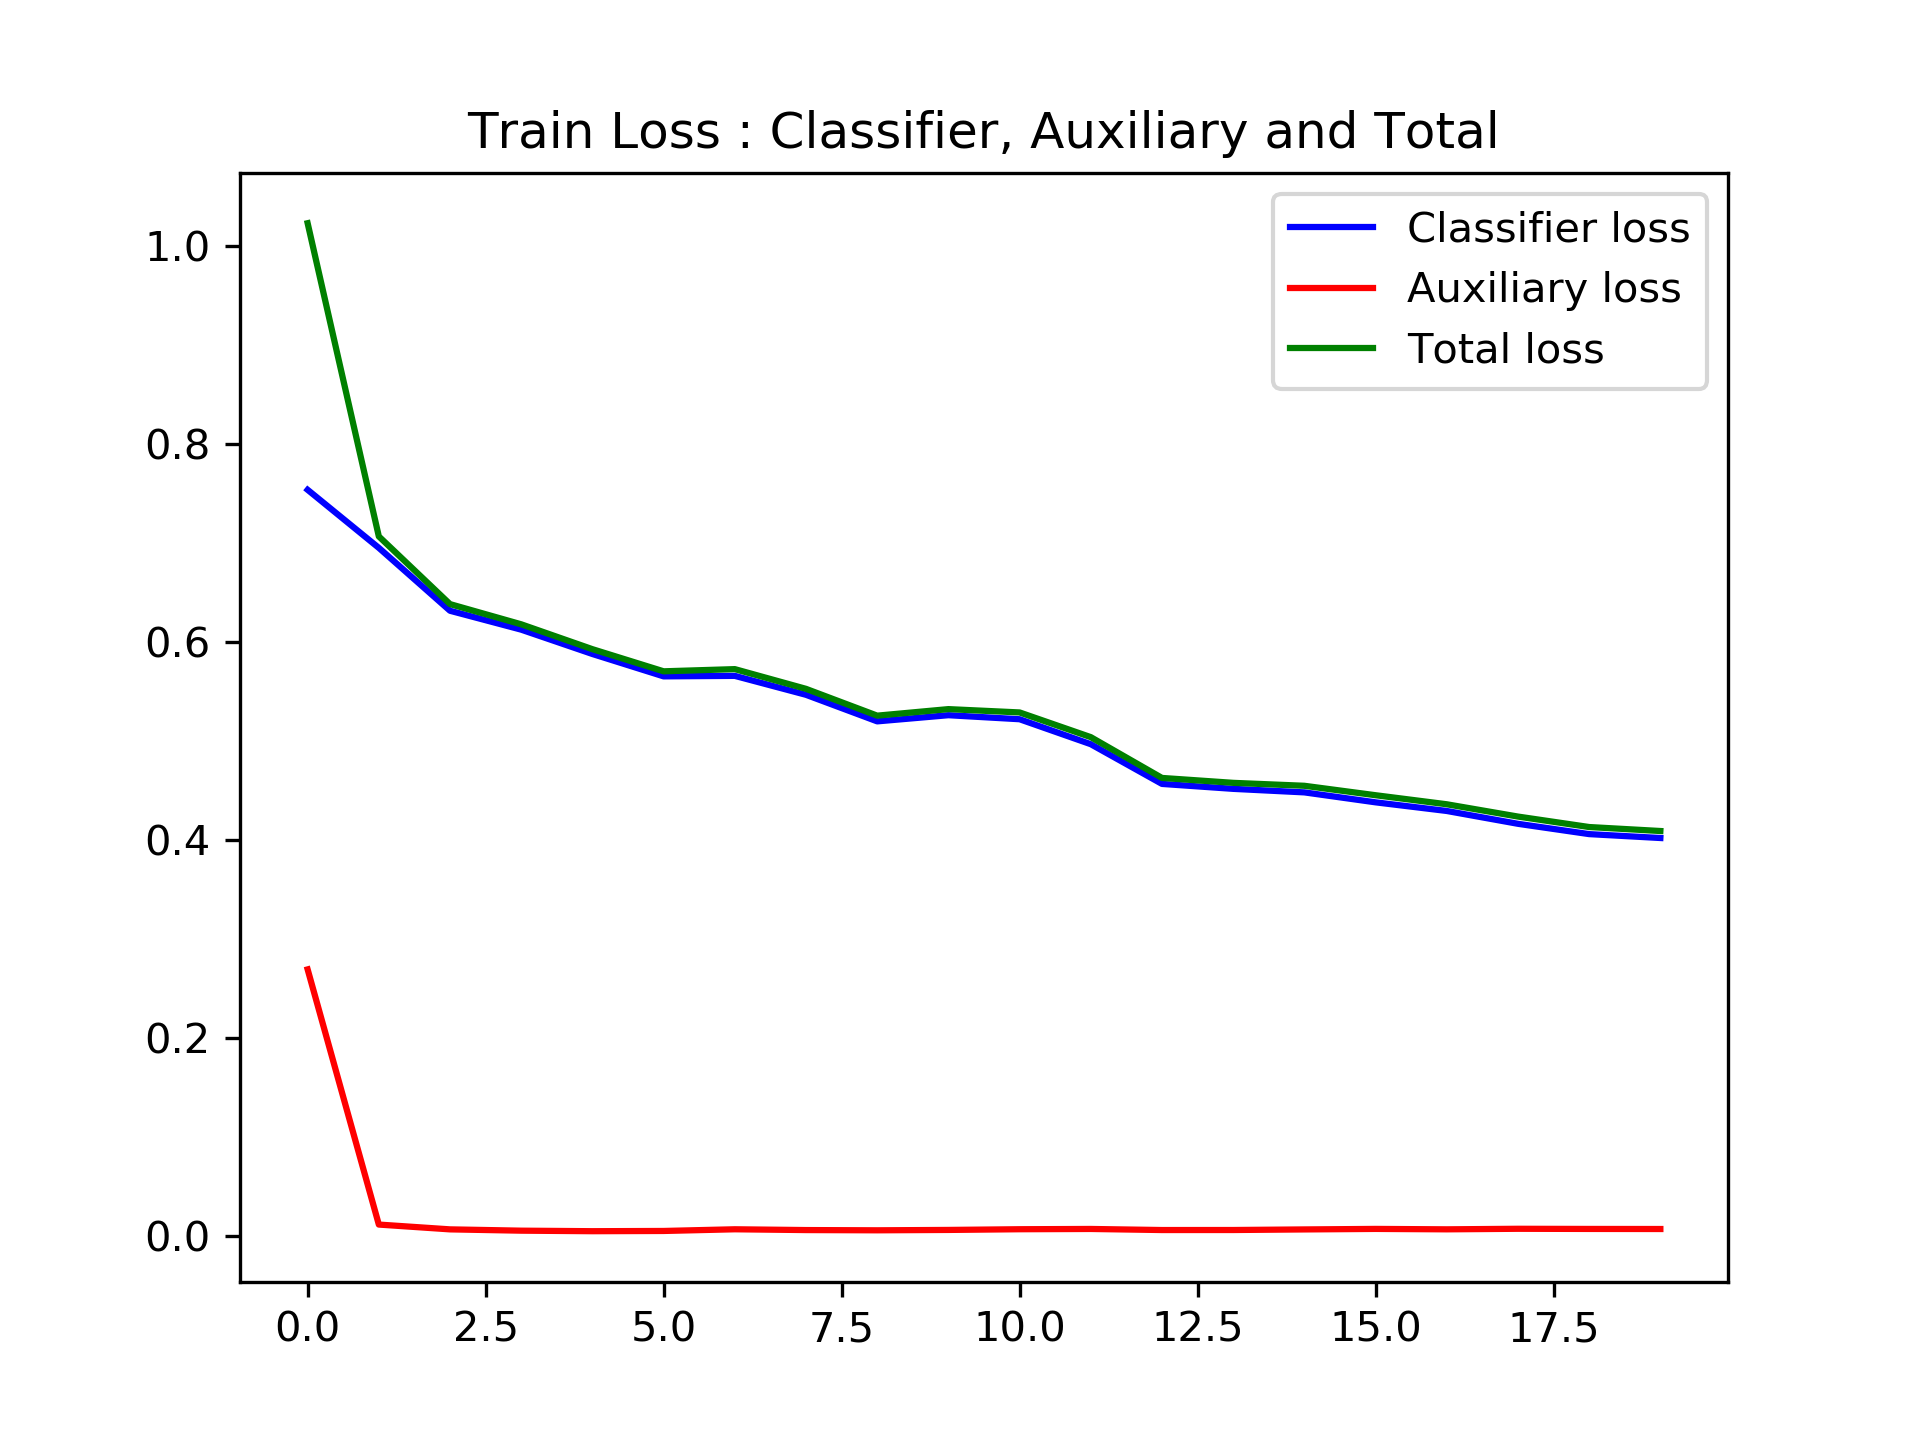 Train Loss : Classifier, Auxiliary and Total
Classifier loss
Auxiliary loss
Total loss
1.0
0.8
0.6
0.4
0.2
0.0
0.0 2.5 5.0 7.5 10.0 12.5 15.0 17.5